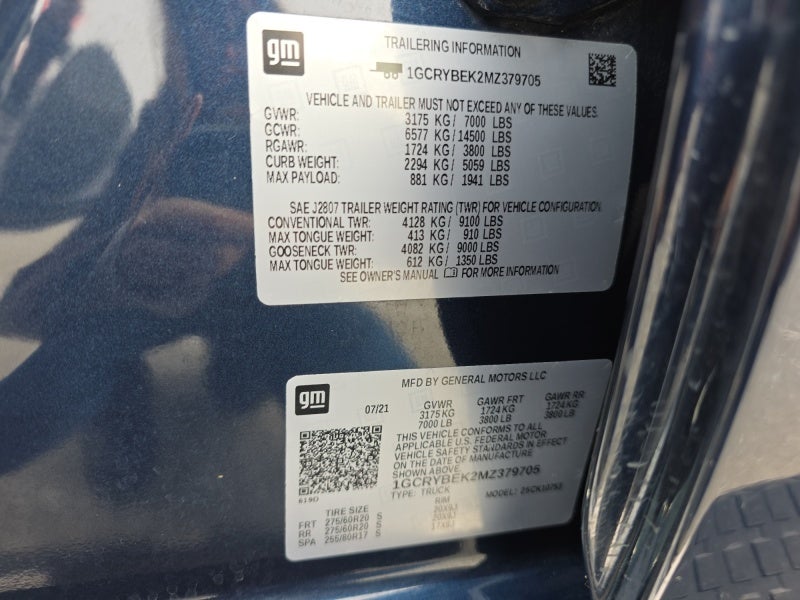 gm
TRAILERING INFORMATION
1GCRYBEK2MZ379705
VEHICLE AND TRAILER MUST NOT EXCEED ANY OF THESE VALUES.
GVWR: 3175 KG/ 7000 LBS
GCWR: 6577 KG/ 14500 LBS
RGAWR: 1724 KG/ 3800 LBS
CURB WEIGHT: 2294 KG/ 5059 LBS
MAX PAYLOAD: 881 KG/ 1941 LBS
SAE J2807 TRAILER WEIGHT RATING (TWR) FOR VEHICLE CONFIGURATION
CONVENTIONAL TWR: 4128 KG/ 9100 LBS
MAX TONGUE WEIGHT: 413 KG/ 910 LBS
GOOSENECK TWR: 4082 KG/ 9000 LBS
MAX TONGUE WEIGHT: 612 KG/ 1350 LBS
SEE OWNER'S MANUAL FOR MORE INFORMATION
gm
MFD BY GENERAL MOTORS LLC
07/21 GVWR GAWR FRT GAWR RR
3175 KG 1724 KG 1724 KG
7000 LB 3800 LB 3800 LB
THIS VEHICLE CONFORMS TO ALL
APPLICABLE U.S. FEDERAL MOTOR
VEHICLE SAFETY STANDARDS IN EFFECT
ON THE DATE OF MANUFACTURE
SHOWN ABOVE.
1GCRYBEK2MZ379705
TYPE: TRUCK MODEL:
TIRE SIZE RIM
FRT 275/60R20 S 20X9J
RR 275/60R20 S 20X9J
SPA 255/80R17 S 17X8J